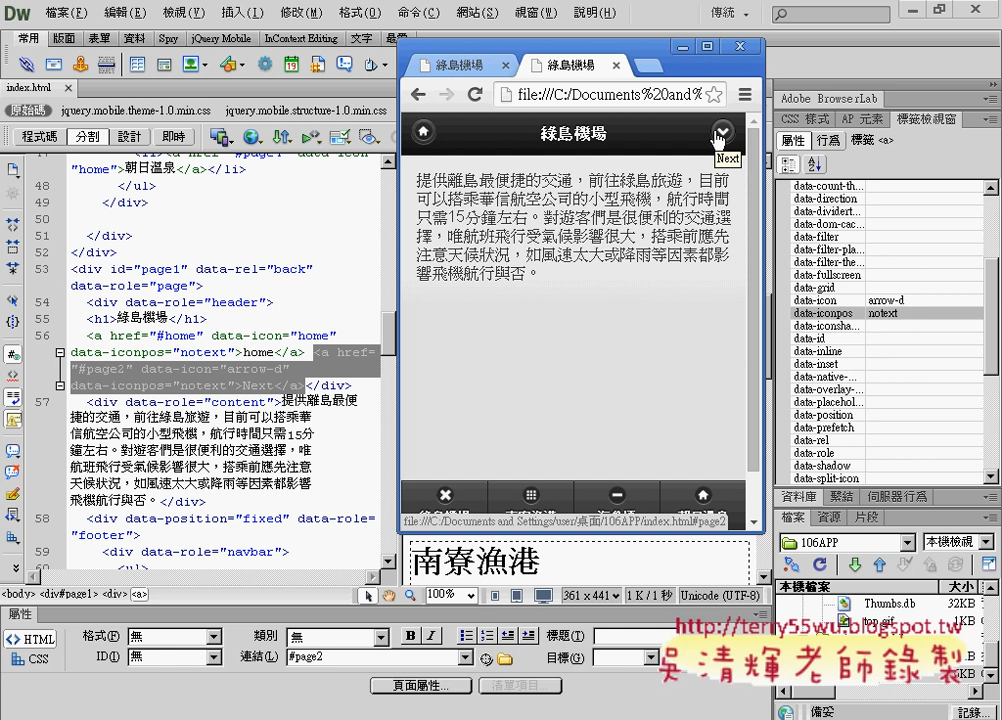 Dw 檔案(F) 編輯(E) 檢視(V) 插入(I) 修改(M) 格式(O) 命令(C) 網站(S) 視窗(W) 說明(H) 傳統
常用 版面 表單 資料 Spry jQuery Mobile InContext Editing 文字
index.html
原始碼 jquery.mobile.theme-1.0.min.css jquery.mobile.structure-1.0.min.css
程式碼 分割 設計 即時
"home">朝日温泉</a></li>
48 </ul>
49 </div>
50
51 </div>
52 </div>
53 <div id="page1" data-rel="back"
data-role="page">
54 <div data-role="header">
55 <h1>綠島機場</h1>
56 <a href="#home" data-icon="home"
data-iconpos="notext">home</a> <a href=
"#page2" data-icon="arrow-d"
data-iconpos="notext">Next</a></div>
57 <div data-role="content">提供離島最便
捷的交通，前往綠島旅遊，目前可以搭乘華
信航空公司的小型飛機，航行時間只需15分
鐘左右。對遊客們是很便利的交通選擇，唯
航班飛行受氣候影響很大，搭乘前應先注意
天候狀況，如風速太大或降雨等因素都影響
飛機航行與否。</div>
58 <div data-position="fixed" data-role=
"footer">
59 <div data-role="navbar">
<body> <div#page1> <div> <a>
綠島機場 綠島機場
file:///C:/Documents%20and%
綠島機場
Next
提供離島最便捷的交通，前往綠島旅遊，目前
可以搭乘華信航空公司的小型飛機，航行時間
只需15分鐘左右。對遊客們是很便利的交通選
擇，唯航班飛行受氣候影響很大，搭乘前應先
注意天候狀況，如風速太大或降雨等因素都影
響飛機航行與否。
file:///C:/Documents and Settings/user/桌面/106APP/index.html#page2
南寮漁港
100% 361 x 441 1 K / 1 秒 Unicode (UTF-8)
Adobe BrowserLab
CSS 樣式 AP 元素 標籤檢視窗
屬性 行為 標籤 <a>
data-count-th...
data-direction
data-dividert...
data-dom-cac...
data-filter
data-filter-pla...
data-filter-the...
data-fullscreen
data-grid
data-icon arrow-d
data-iconpos notext
data-iconsha...
data-id
data-inline
data-inset
data-native-...
data-overlay-...
data-placehol...
data-position
data-prefetch
data-rel
data-role
data-shadow
data-split-icon
資料庫 繫結 伺服器行為
檔案 資源 片段
106APP 本機檢視
本機檔案 大小
Thumbs.db 32KB
top.gif
備妥 記錄...
屬性
<> HTML 格式(F) 無 類別 無 B I 標題(T)
CSS ID(I) 無 連結(L) #page2 目標(G)
頁面屬性... 清單項目...
http://terry55wu.blogspot.tw
吳清輝老師錄製